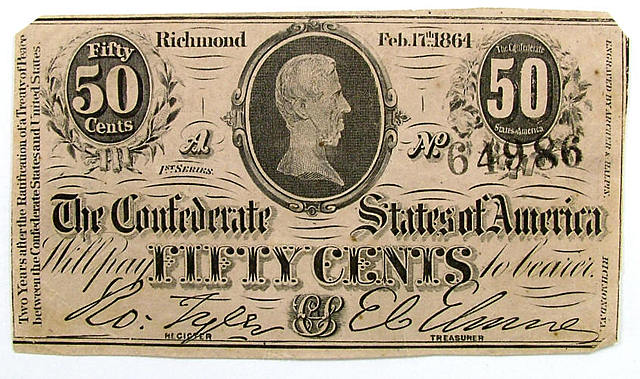 Fifty
50
Cents
Richmond
Feb. 17th 1864
The Confederate
50
States of America
A
1ST SERIES.
No 64986
The Confederate States of America
Will pay FIFTY CENTS to bearer.
Ro: Tyler
REGISTER
CS
E C Elmore
TREASURER
Two Years after the Ratification of a Treaty of Peace
between the Confederate States and United States.
ENGRAVED BY ARCHER & HALPIN,
RICHMOND, VA.